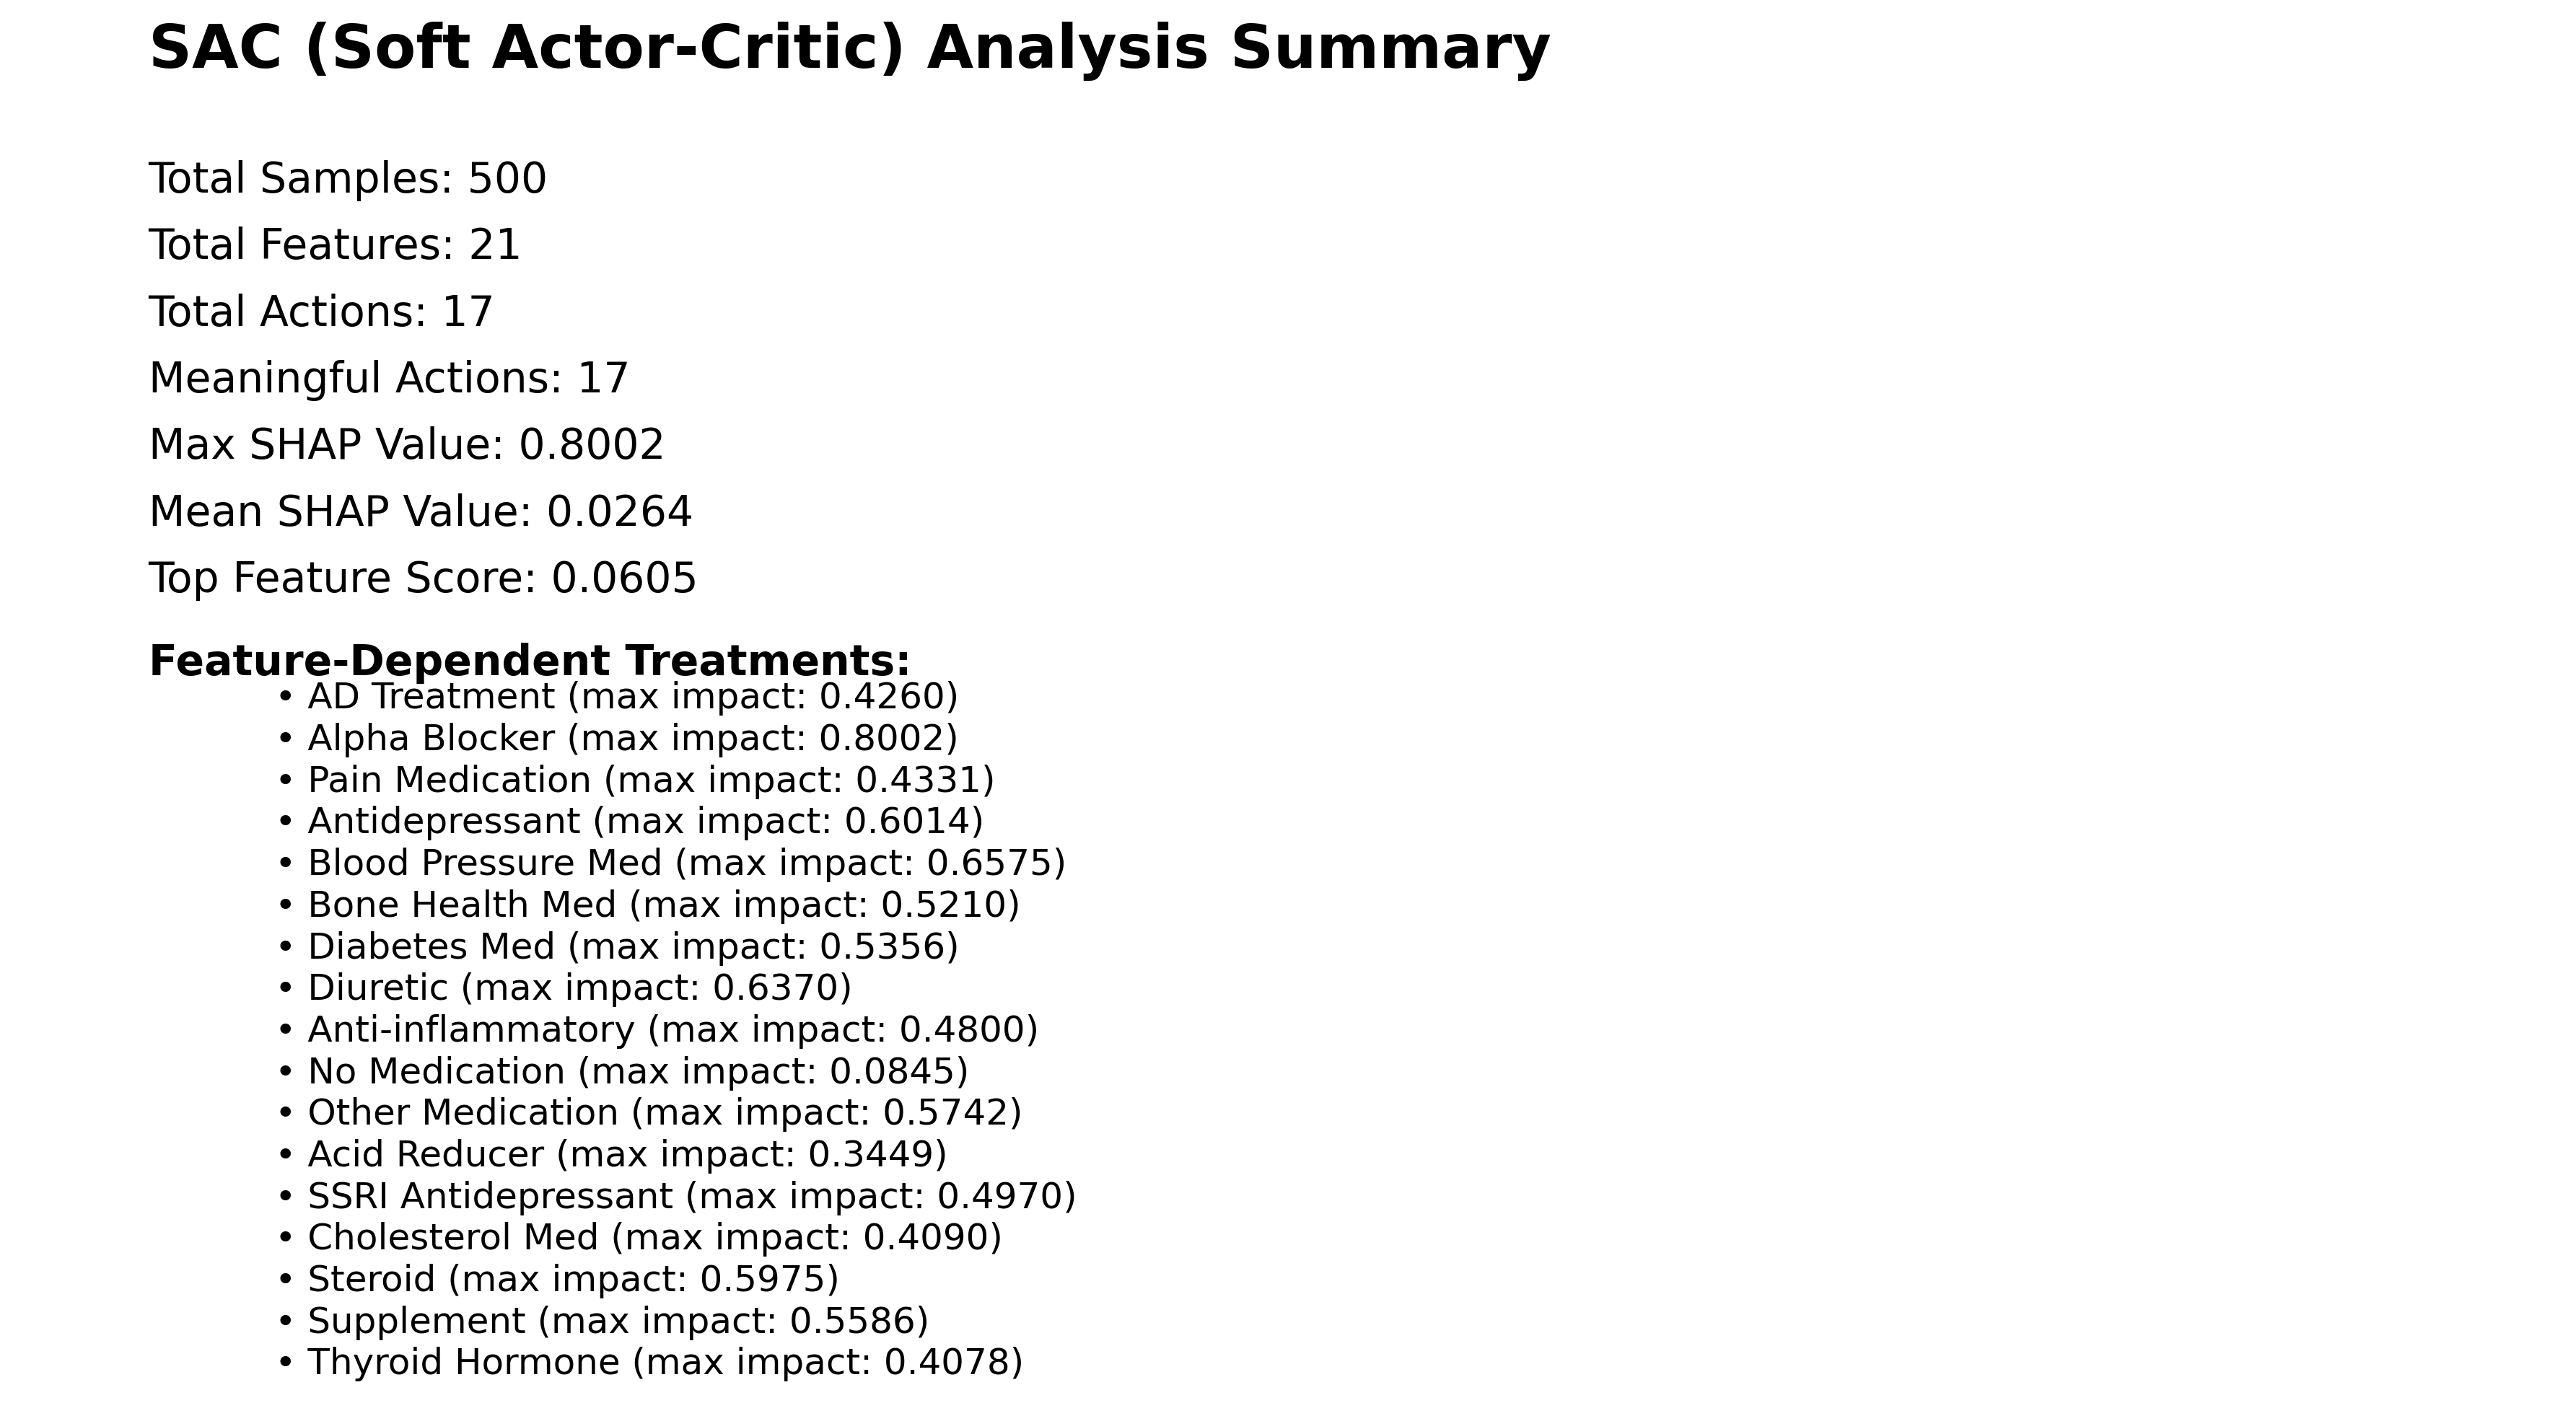 SAC (Soft Actor-Critic) Analysis Summary
Total Samples: 500
Total Features: 21
Total Actions: 17
Meaningful Actions: 17
Max SHAP Value: 0.8002
Mean SHAP Value: 0.0264
Top Feature Score: 0.0605
Feature-Dependent Treatments:
• AD Treatment (max impact: 0.4260)
• Alpha Blocker (max impact: 0.8002)
• Pain Medication (max impact: 0.4331)
• Antidepressant (max impact: 0.6014)
• Blood Pressure Med (max impact: 0.6575)
• Bone Health Med (max impact: 0.5210)
• Diabetes Med (max impact: 0.5356)
• Diuretic (max impact: 0.6370)
• Anti-inflammatory (max impact: 0.4800)
• No Medication (max impact: 0.0845)
• Other Medication (max impact: 0.5742)
• Acid Reducer (max impact: 0.3449)
• SSRI Antidepressant (max impact: 0.4970)
• Cholesterol Med (max impact: 0.4090)
• Steroid (max impact: 0.5975)
• Supplement (max impact: 0.5586)
• Thyroid Hormone (max impact: 0.4078)